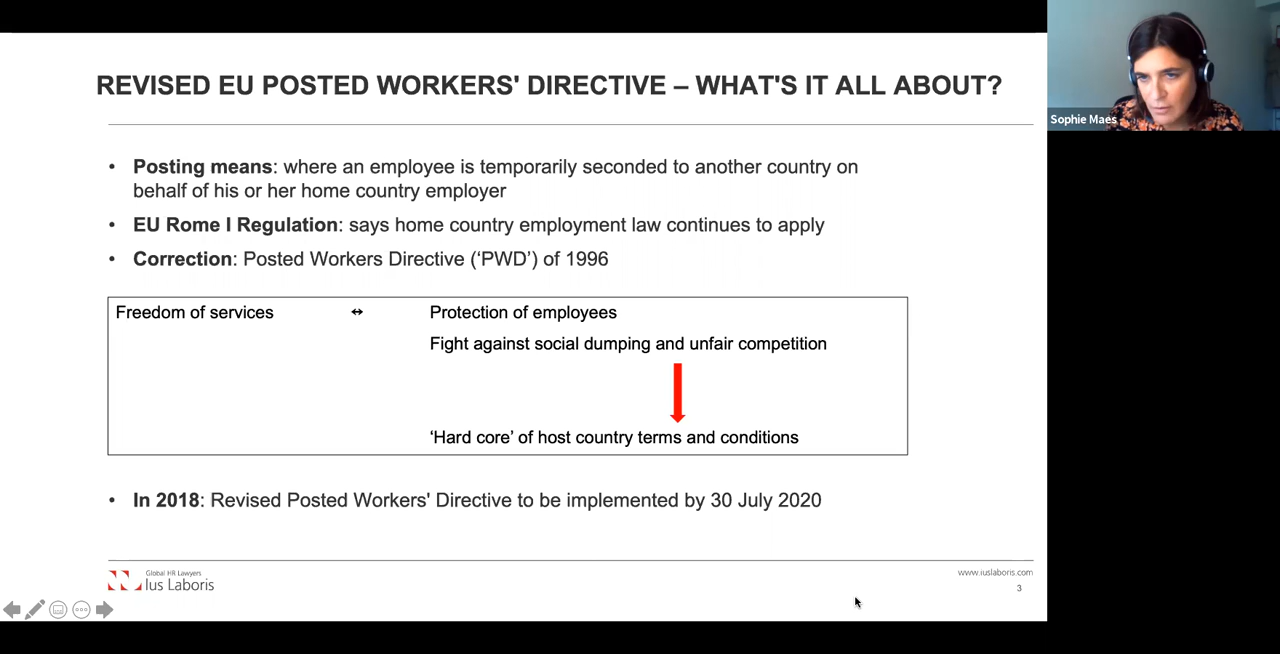 REVISED EU POSTED WORKERS' DIRECTIVE – WHAT'S IT ALL ABOUT?
Sophie Maes
• Posting means: where an employee is temporarily seconded to another country on
behalf of his or her home country employer
• EU Rome I Regulation: says home country employment law continues to apply
• Correction: Posted Workers Directive (‘PWD’) of 1996
Freedom of services ↔ Protection of employees
Fight against social dumping and unfair competition
‘Hard core’ of host country terms and conditions
• In 2018: Revised Posted Workers' Directive to be implemented by 30 July 2020
Global HR Lawyers
Ius Laboris
www.iuslaboris.com
3